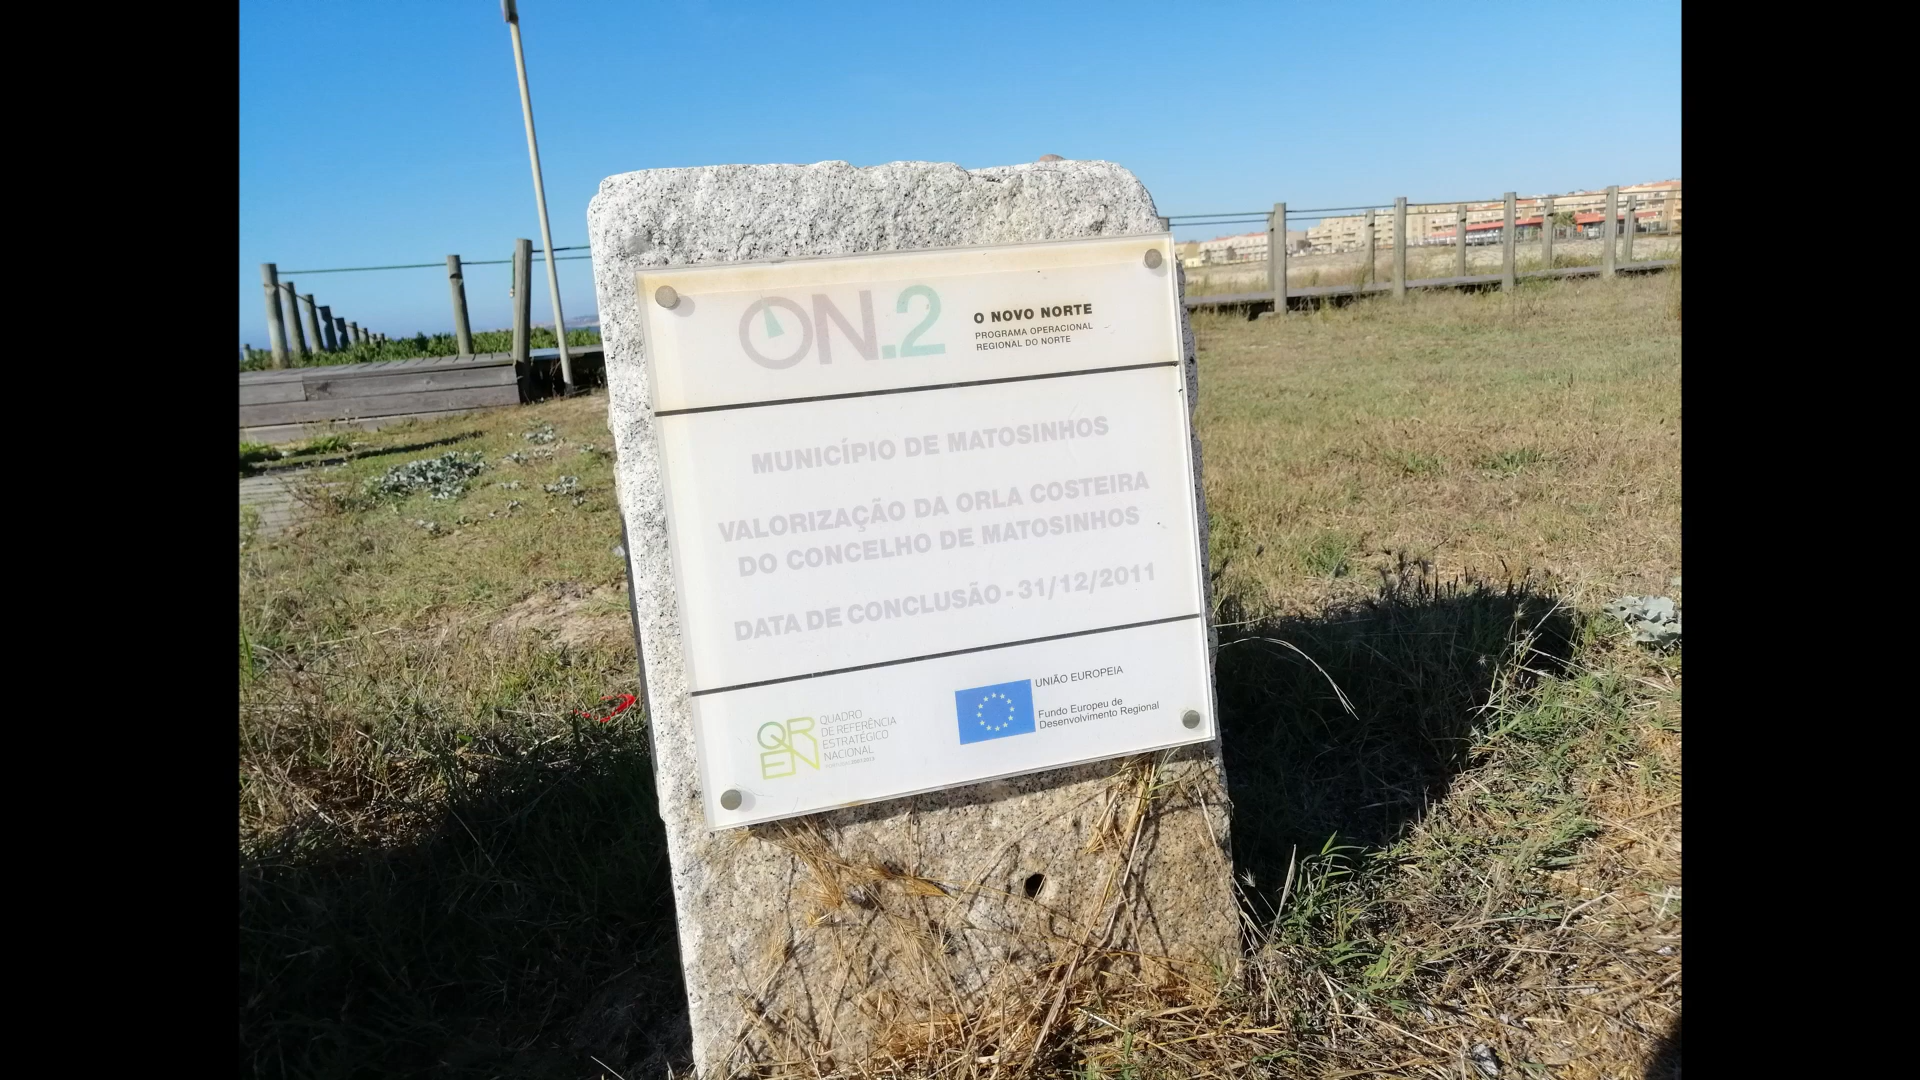 ON.2
O NOVO NORTE
PROGRAMA OPERACIONAL
REGIONAL DO NORTE
MUNICÍPIO DE MATOSINHOS
VALORIZAÇÃO DA ORLA COSTEIRA
DO CONCELHO DE MATOSINHOS
DATA DE CONCLUSÃO - 31/12/2011
QR
EN
QUADRO
DE REFERÊNCIA
ESTRATÉGICO
NACIONAL
UNIÃO EUROPEIA
Fundo Europeu de
Desenvolvimento Regional